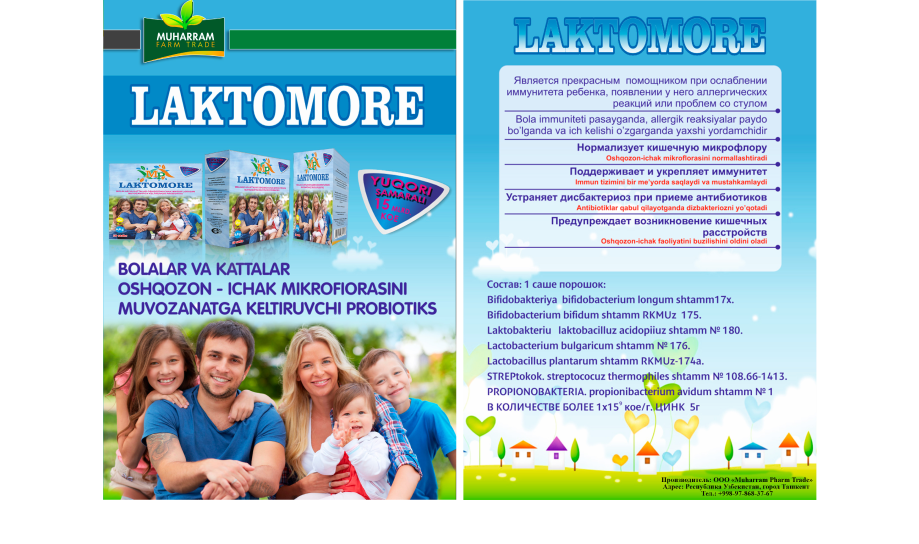 MUHARRAM
FARM TRADE
LAKTOMORE
LAKTOMORE
LAKTOMORE
LAKTOMORE
YUQORI
SAMARALI
15 mlrd
KOE
BOLALAR VA KATTALAR
OSHQOZON - ICHAK MIKROFIORASINI
MUVOZANATGA KELTIRUVCHI PROBIOTIKS
LAKTOMORE
Является прекрасным помощником при ослаблении
иммунитета ребенка, появлении у него аллергических
реакций или проблем со стулом
Bola immuniteti pasayganda, allergik reaksiyalar paydo
bo'lganda va ich kelishi o'zgarganda yaxshi yordamchidir
Нормализует кишечную микрофлору
Oshqozon-ichak mikroflorasini normallashtiradi
Поддерживает и укрепляет иммунитет
Immun tizimini bir me'yorda saqlaydi va mustahkamlaydi
Устраняет дисбактериоз при приеме антибиотиков
Antibiotiklar qabul qilayotganda dizbakteriozni yo'qotadi
Предупреждает возникновение кишечных
расстройств
Oshqozon-ichak faoliyatini buzilishini oldini oladi
Состав: 1 саше порошок:
Bifidobakteriya bifidobacterium longum shtamm17x.
Bifidobacterium bifidum shtamm RKMUz 175.
Laktobakteriu laktobacilluz acidopiiuz shtamm № 180.
Lactobacterium bulgaricum shtamm № 176.
Lactobacillus plantarum shtamm RKMUz-174a.
STREPtokok. streptococuz thermophiles shtamm № 108.66-1413.
PROPIONOBAKTERIA. propionibacterium avidum shtamm № 1
В КОЛИЧЕСТВЕ БОЛЕЕ 1x15⁹ кое/г. ЦИНК 5г
Производитель: ООО «Muharram Pharm Trade»
Адрес: Республика Узбекистан, город Ташкент
Тел.: +998-97-868-37-67